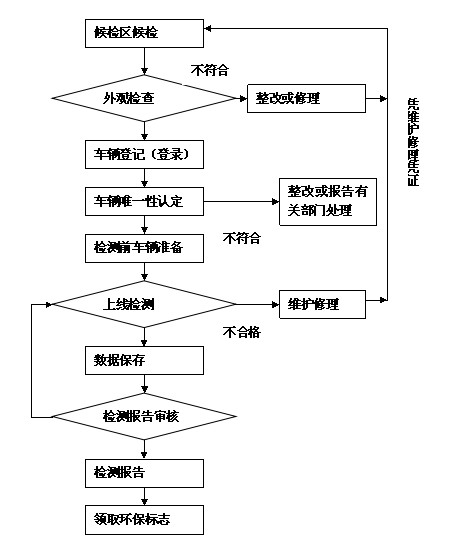 候检区候检
不符合
外观检查
整改或修理
凭维护修理凭证
车辆登记（登录）
车辆唯一性认定
整改或报告有
关部门处理
不符合
检测前车辆准备
上线检测
维护修理
不合格
数据保存
检测报告审核
检测报告
领取环保标志